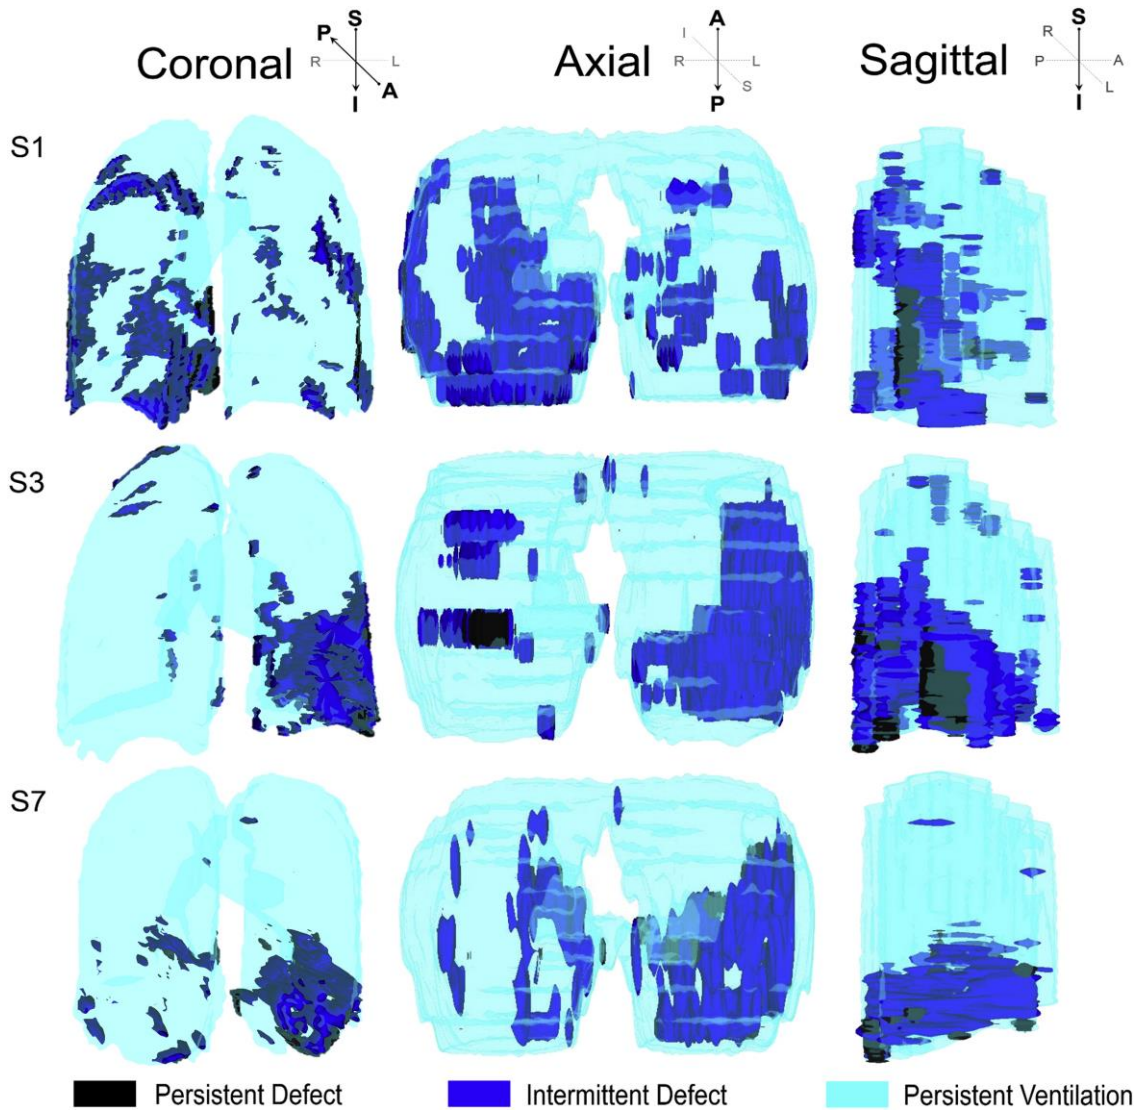 Coronal
S
P
R
L
A
I
Axial
A
I
R
L
S
P
Sagittal
S
R
P
A
L
I
S1
S3
S7
Persistent Defect
Intermittent Defect
Persistent Ventilation